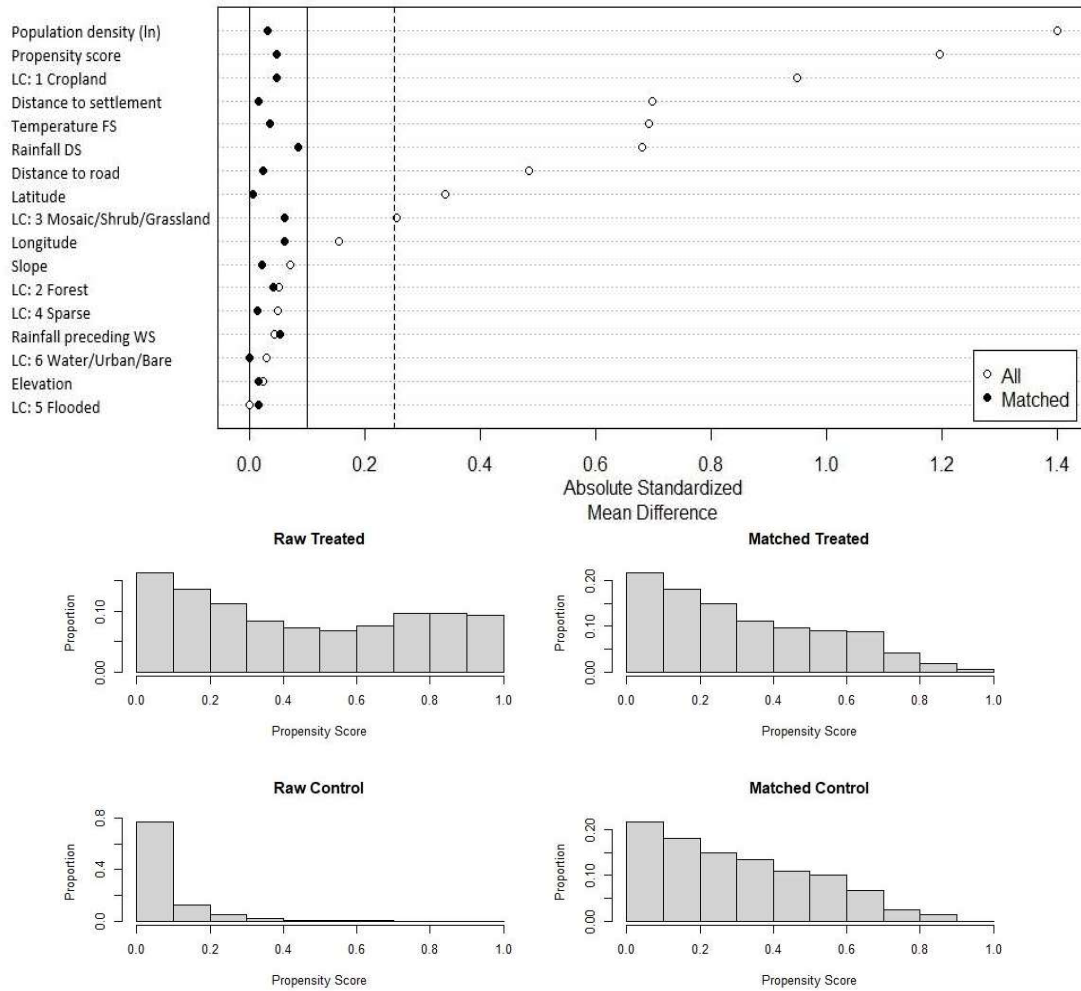 Population density (ln)
Propensity score
LC: 1 Cropland
Distance to settlement
Temperature FS
Rainfall DS
Distance to road
Latitude
LC: 3 Mosaic/Shrub/Grassland
Longitude
Slope
LC: 2 Forest
LC: 4 Sparse
Rainfall preceding WS
LC: 6 Water/Urban/Bare
Elevation
LC: 5 Flooded
All
Matched
0.0 0.2 0.4 0.6 0.8 1.0 1.2 1.4
Absolute Standardized
Mean Difference
Raw Treated
Proportion
0.00 0.10
0.0 0.2 0.4 0.6 0.8 1.0
Propensity Score
Matched Treated
Proportion
0.00 0.10 0.20
0.0 0.2 0.4 0.6 0.8 1.0
Propensity Score
Raw Control
Proportion
0.0 0.4 0.8
0.0 0.2 0.4 0.6 0.8 1.0
Propensity Score
Matched Control
Proportion
0.00 0.10 0.20
0.0 0.2 0.4 0.6 0.8 1.0
Propensity Score